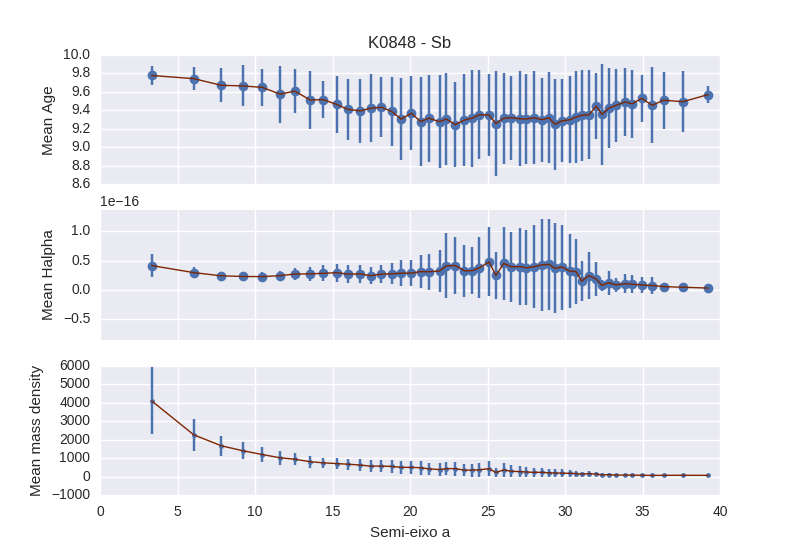 K0848 - Sb
Mean Age
10.0
9.8
9.6
9.4
9.2
9.0
8.8
8.6
1e−16
Mean Halpha
1.0
0.5
0.0
−0.5
Mean mass density
6000
5000
4000
3000
2000
1000
0
−1000
0 5 10 15 20 25 30 35 40
Semi-eixo a